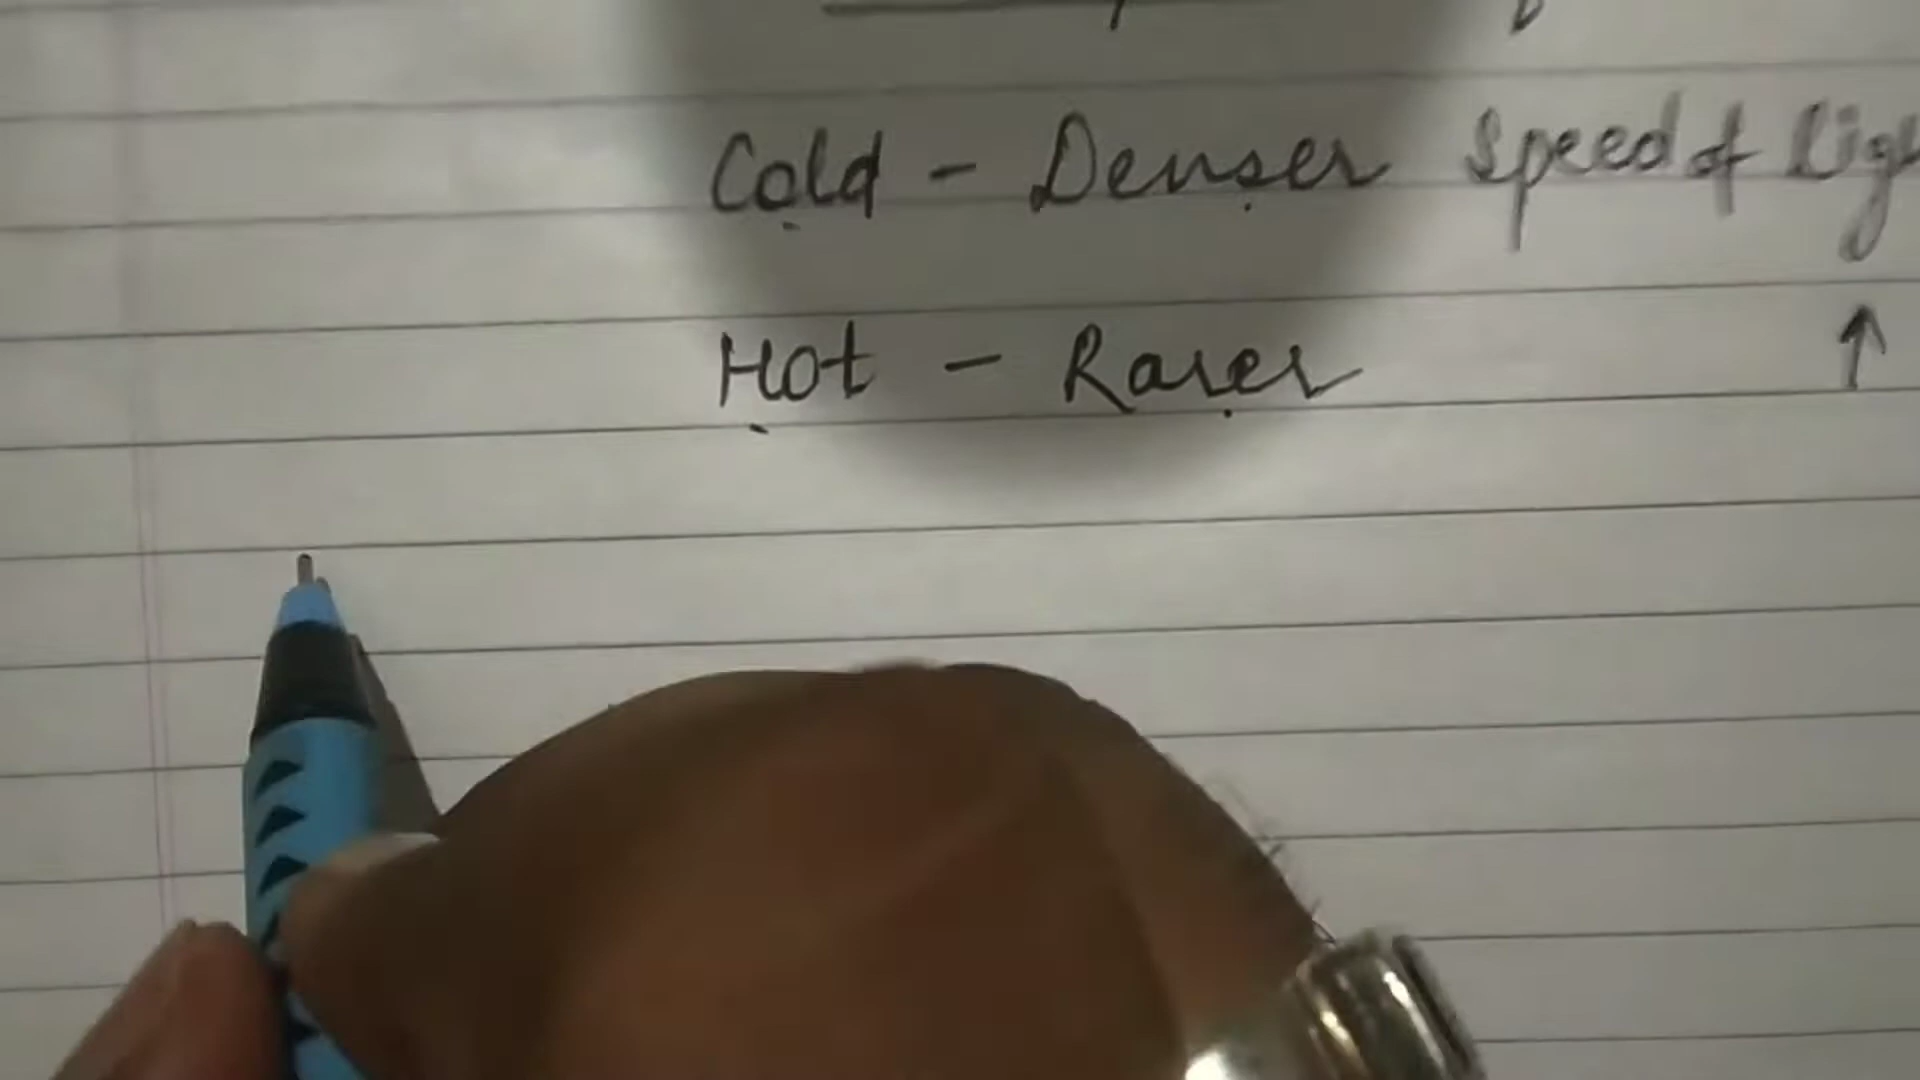 Cold - Denser Speed of
Hot - Rarer ↑